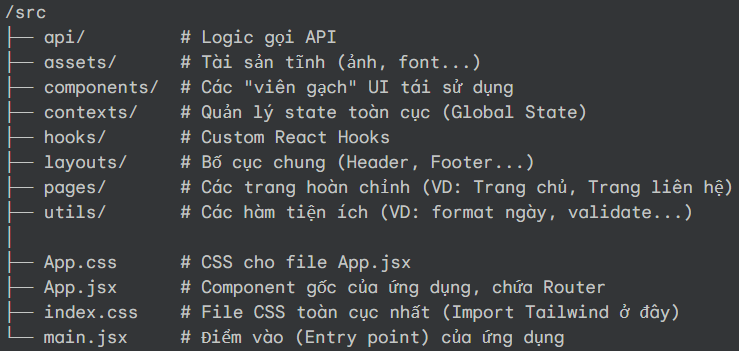 /src
├── api/         # Logic gọi API
├── assets/      # Tài sản tĩnh (ảnh, font...)
├── components/  # Các "viên gạch" UI tái sử dụng
├── contexts/    # Quản lý state toàn cục (Global State)
├── hooks/       # Custom React Hooks
├── layouts/     # Bố cục chung (Header, Footer...)
├── pages/       # Các trang hoàn chỉnh (VD: Trang chủ, Trang liên hệ)
├── utils/       # Các hàm tiện ích (VD: format ngày, validate...)
│
├── App.css      # CSS cho file App.jsx
├── App.jsx      # Component gốc của ứng dụng, chứa Router
├── index.css    # File CSS toàn cục nhất (Import Tailwind ở đây)
└── main.jsx     # Điểm vào (Entry point) của ứng dụng